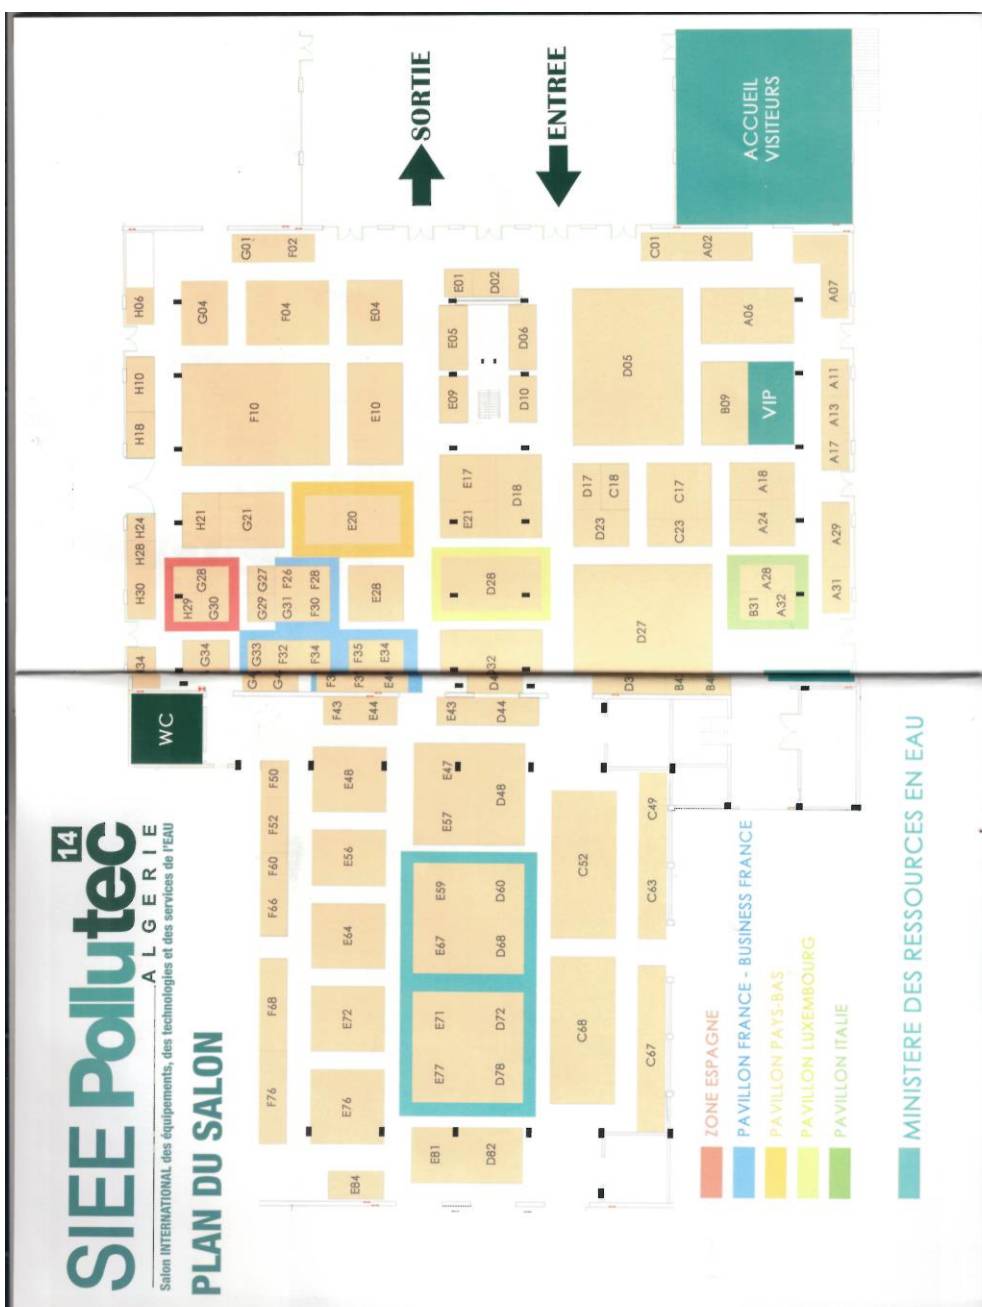 SIEE Pollutec
14
ALGERIE
Salon INTERNATIONAL des équipements, des technologies et des services de l'EAU
PLAN DU SALON
WC
H06
H10
H18
H24
H28
H30
G01
F02
G04
F04
E04
F10
E10
H21
G21
E20
H29
G28
G30
G27
G29
G31
F26
F28
F30
E28
G34
G33
F32
F34
F35
E34
SORTIE
ENTREE
ACCUEIL
VISITEURS
E01
D02
E05
D06
E09
D10
E17
E21
D18
D28
C01
A02
A07
D05
A06
B09
VIP
A11
A13
A17
D17
C18
D23
C17
C23
A18
A24
A29
A31
D27
B31
A28
A32
F43
E44
E43
D44
F50
F52
F60
F66
E48
E56
E64
E47
E57
D48
E59
D60
E67
D68
C52
C49
C63
F68
F76
E72
E76
E71
D72
E77
D78
C68
C67
E84
E81
D82
ZONE ESPAGNE
PAVILLON FRANCE - BUSINESS FRANCE
PAVILLON PAYS-BAS
PAVILLON LUXEMBOURG
PAVILLON ITALIE
MINISTERE DES RESSOURCES EN EAU